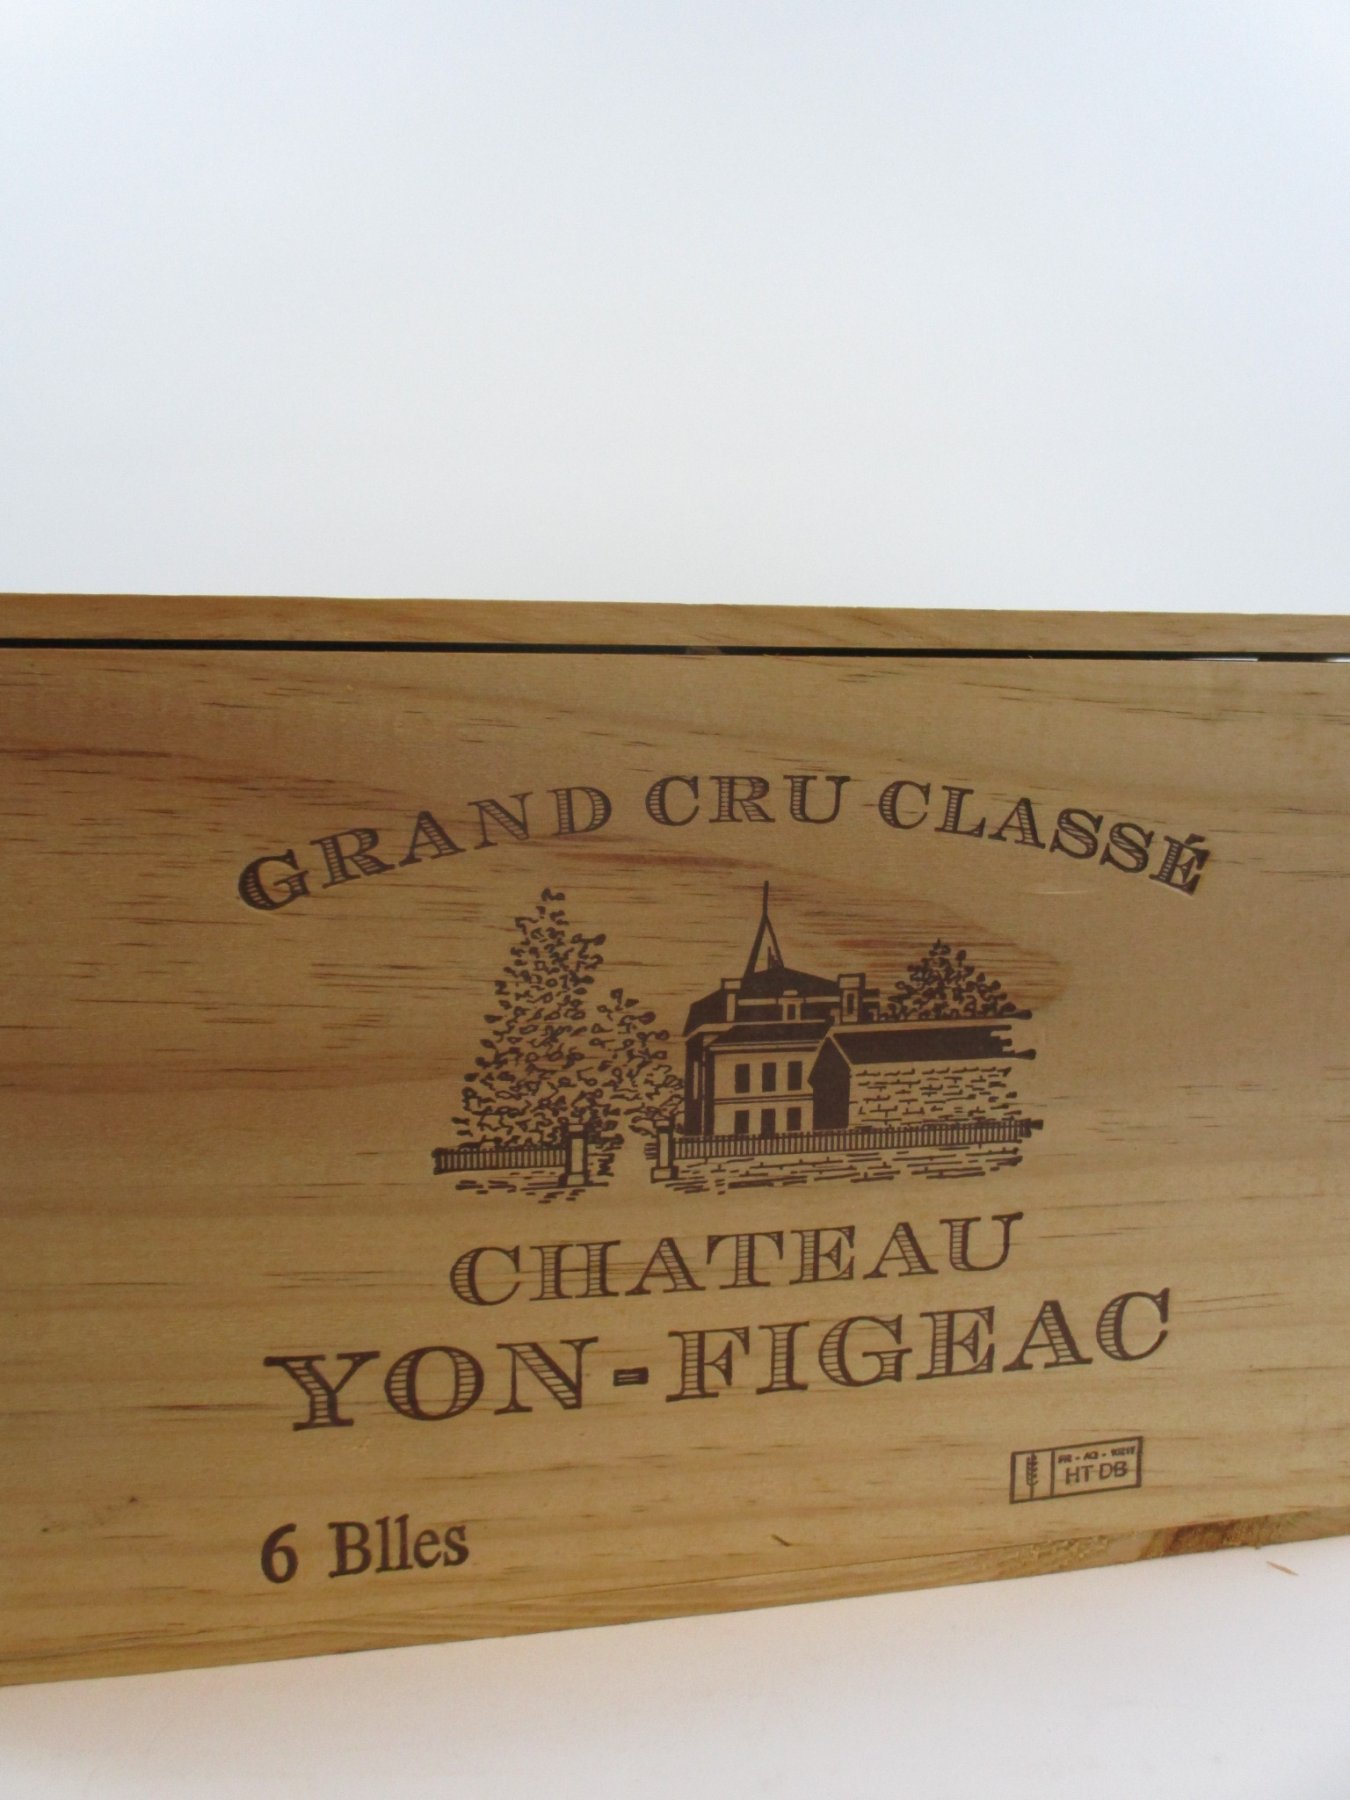 GRAND CRU CLASSÉ
CHATEAU
YON-FIGEAC
HT-DB
6 Blles